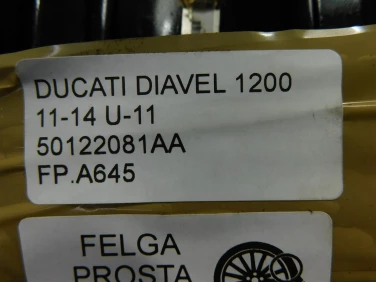 DUCATI DIAVEL 1200
11-14 U-11
50122081AA
FP.A645
FELGA
PROSTA